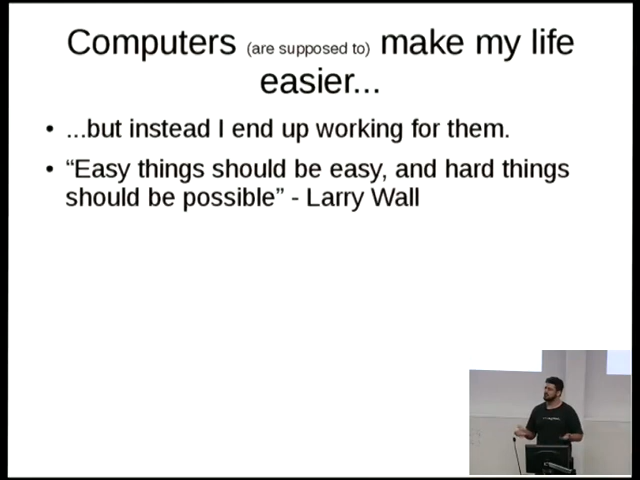 Computers (are supposed to) make my life
easier...
• ...but instead I end up working for them.
• “Easy things should be easy, and hard things
should be possible” - Larry Wall